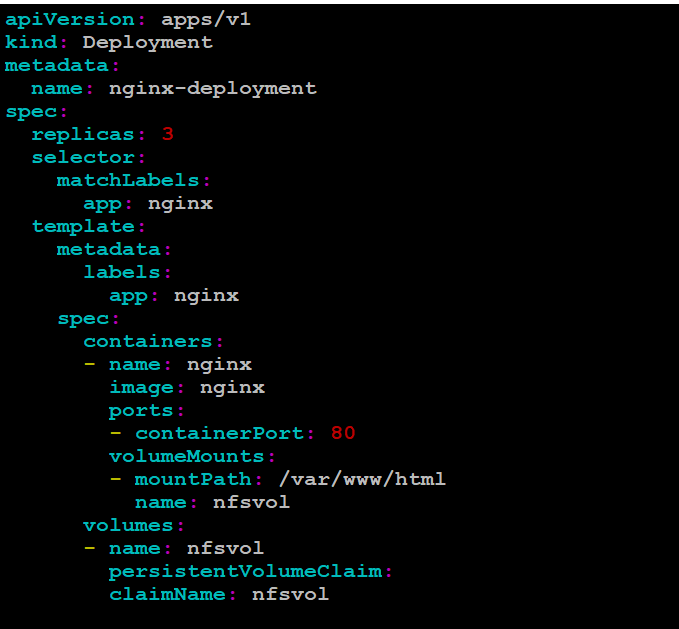 apiVersion: apps/v1
kind: Deployment
metadata:
  name: nginx-deployment
spec:
  replicas: 3
  selector:
    matchLabels:
      app: nginx
  template:
    metadata:
      labels:
        app: nginx
    spec:
      containers:
      - name: nginx
        image: nginx
        ports:
        - containerPort: 80
        volumeMounts:
        - mountPath: /var/www/html
          name: nfsvol
      volumes:
      - name: nfsvol
        persistentVolumeClaim:
        claimName: nfsvol